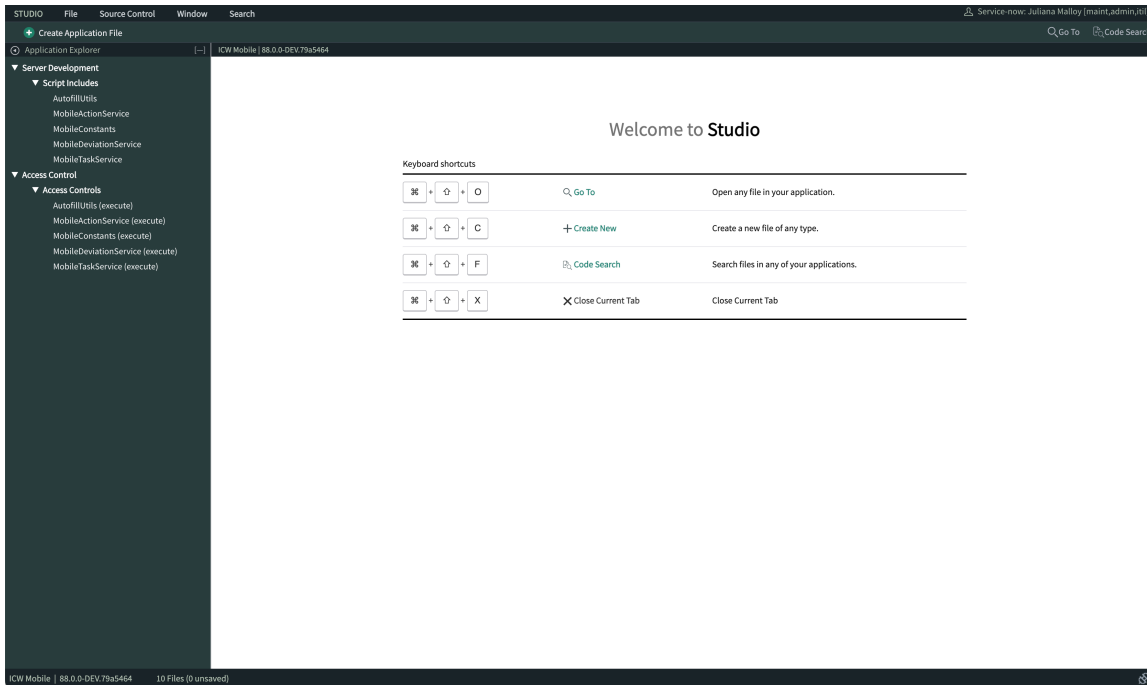 STUDIO File Source Control Window Search Service-now: Juliana Malloy [maint,admin,itil
Create Application File Go To Code Searc
Application Explorer [—] ICW Mobile | 88.0.0-DEV.79a5464
Server Development
Script Includes
AutofillUtils
MobileActionService
MobileConstants
MobileDeviationService
MobileTaskService
Access Control
Access Controls
AutofillUtils (execute)
MobileActionService (execute)
MobileConstants (execute)
MobileDeviationService (execute)
MobileTaskService (execute)
Welcome to Studio
Keyboard shortcuts
⌘ + ⇧ + O Go To Open any file in your application.
⌘ + ⇧ + C Create New Create a new file of any type.
⌘ + ⇧ + F Code Search Search files in any of your applications.
⌘ + ⇧ + X Close Current Tab Close Current Tab
ICW Mobile | 88.0.0-DEV.79a5464 10 Files (0 unsaved)